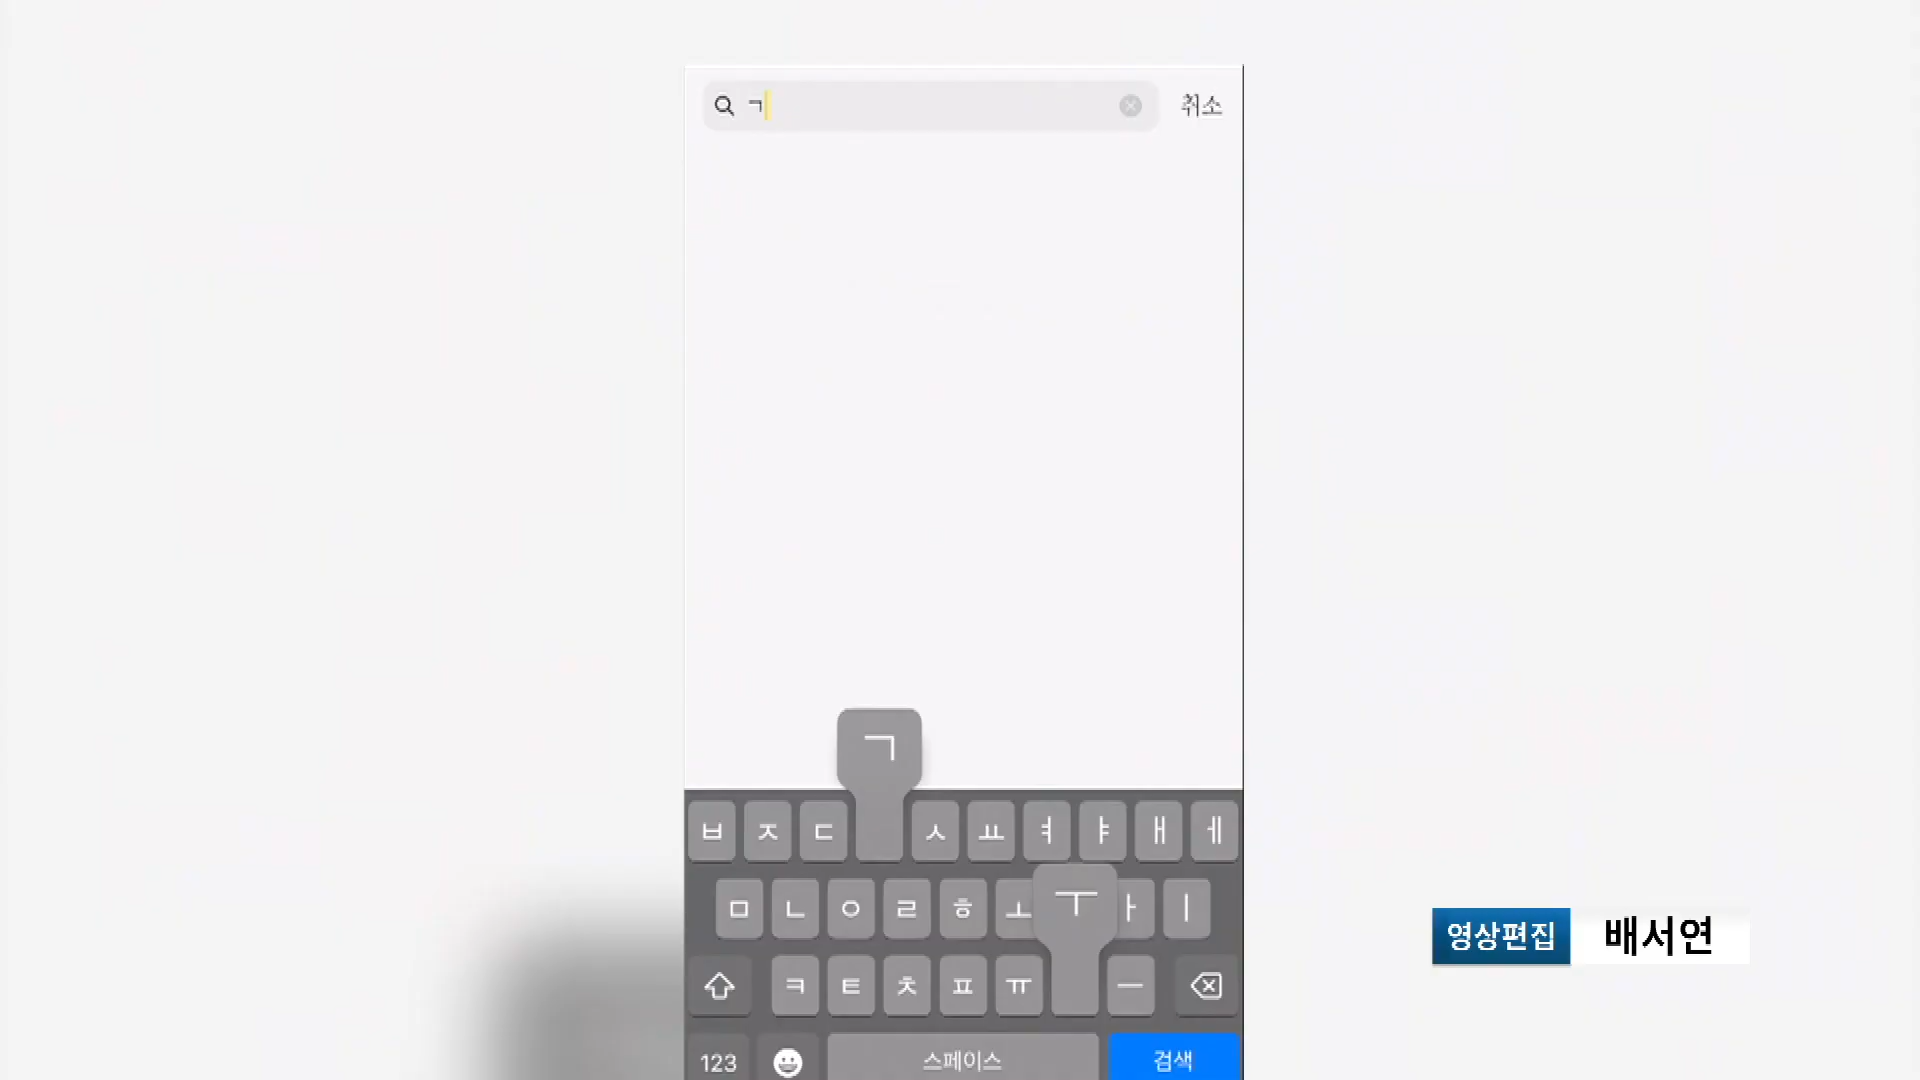 ㄱ
취소
ㄱ
ㅂ ㅈ ㄷ ㅅ ㅛ ㅕ ㅑ ㅐ ㅔ
ㅁ ㄴ ㅇ ㄹ ㅎ ㅗ ㅜ ㅏ ㅣ
ㅋ ㅌ ㅊ ㅍ ㅠ ㅡ
123 스페이스 검색
영상편집 배서연